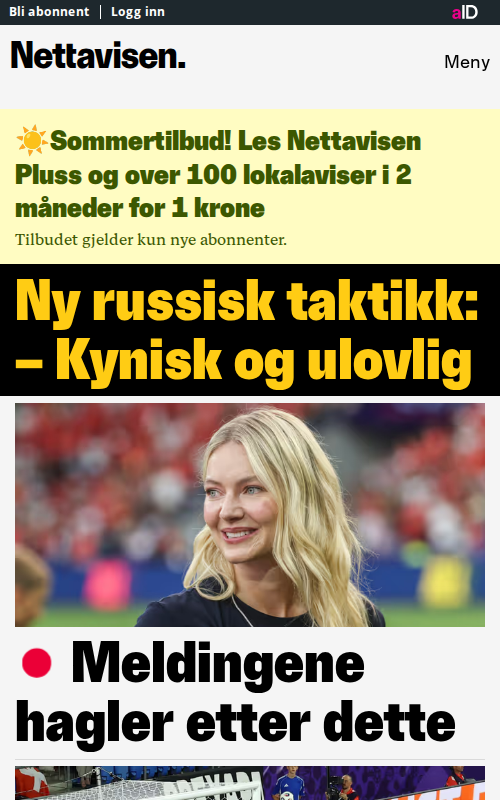 Bli abonnent
Logg inn
aID
Nettavisen.
Meny
☀️Sommertilbud! Les Nettavisen
Pluss og over 100 lokalaviser i 2
måneder for 1 krone
Tilbudet gjelder kun nye abonnenter.
Ny russisk taktikk:
– Kynisk og ulovlig
Meldingene
hagler etter dette